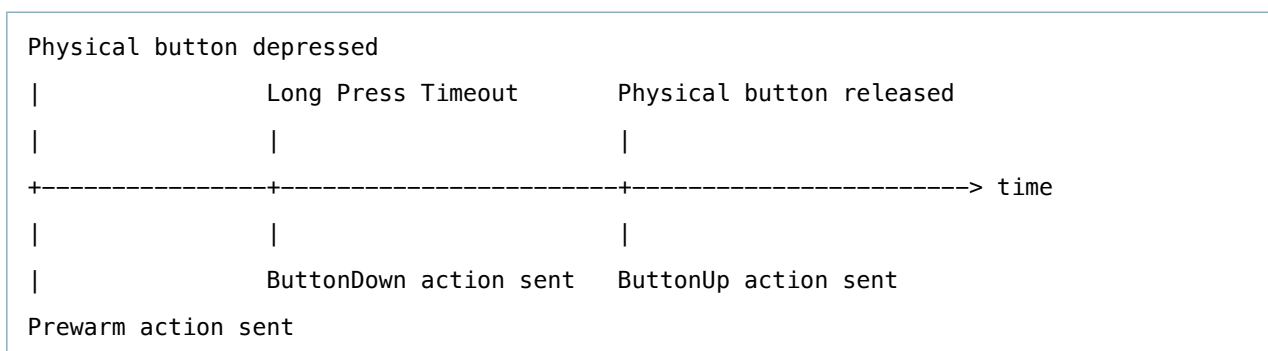 Physical button depressed
|                Long Press Timeout       Physical button released
|                |                        |
+----------------+------------------------+------------------------> time
|                |                        |
|                ButtonDown action sent   ButtonUp action sent
Prewarm action sent